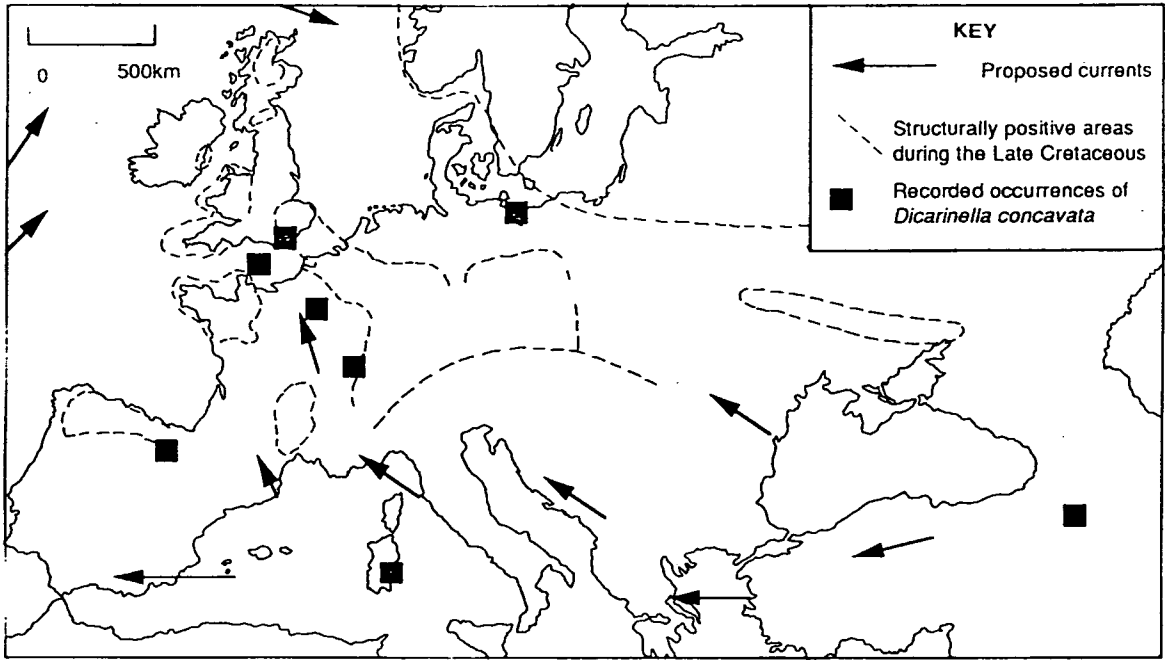 0 500km
KEY
Proposed currents
Structurally positive areas
during the Late Cretaceous
Recorded occurrences of
Dicarinella concavata